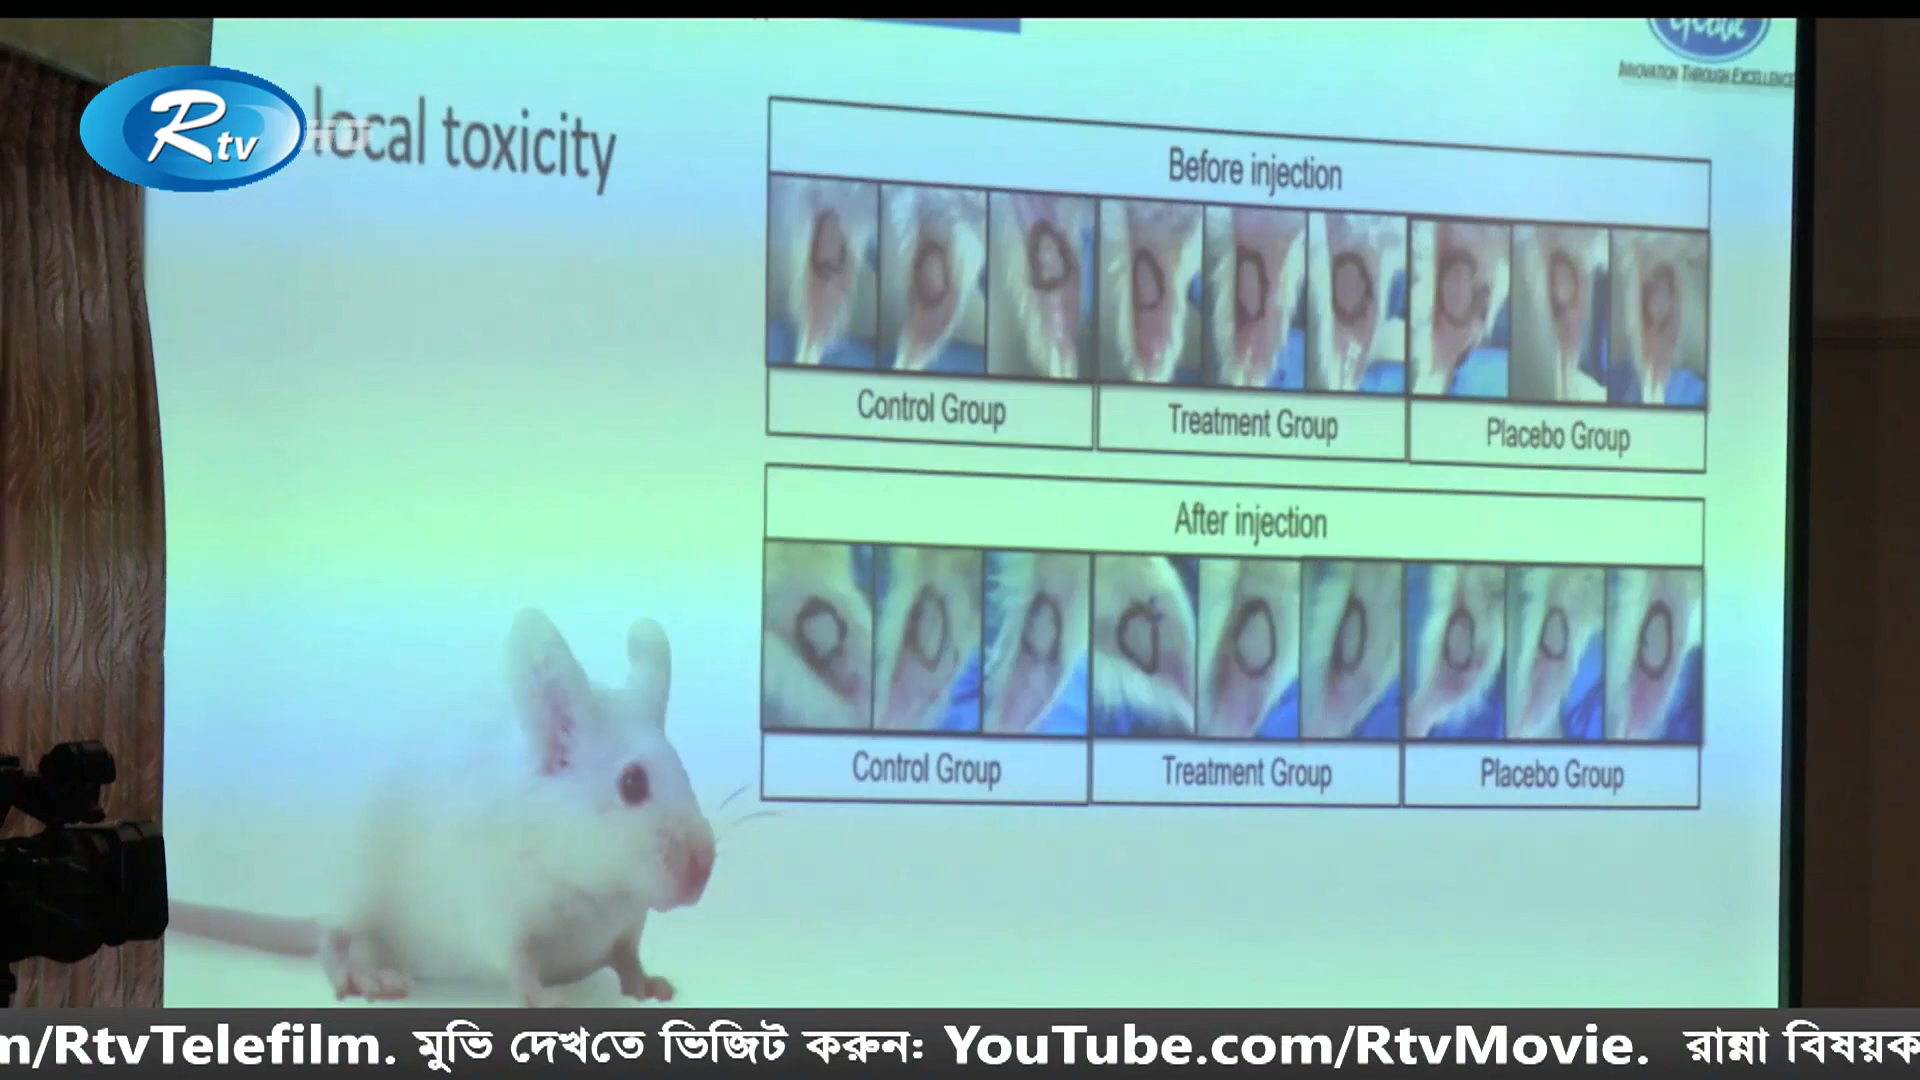 Globe
INNOVATION THROUGH EXCELLENCE
Rtv
local toxicity
Before injection
Control Group
Treatment Group
Placebo Group
After injection
Control Group
Treatment Group
Placebo Group
m/RtvTelefilm. মুভি দেখতে ভিজিট করুন: YouTube.com/RtvMovie. রান্না বিষয়ক